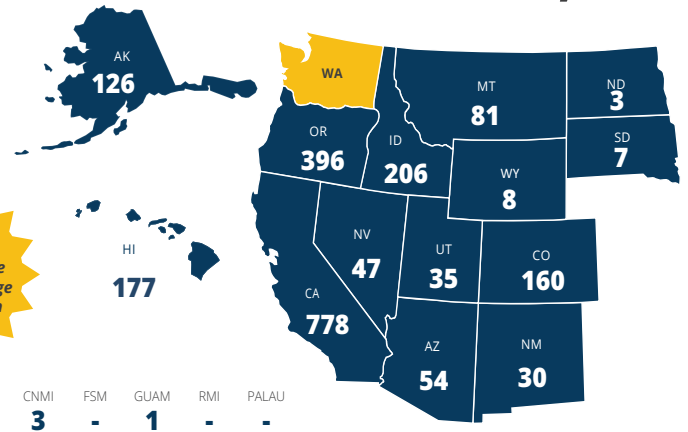 AK
126
WA
MT
81
ND
3
SD
7
OR
396
ID
206
WY
8
HI
177
NV
47
UT
35
CO
160
CA
778
AZ
54
NM
30
CNMI FSM GUAM RMI PALAU
3 - 1 - -